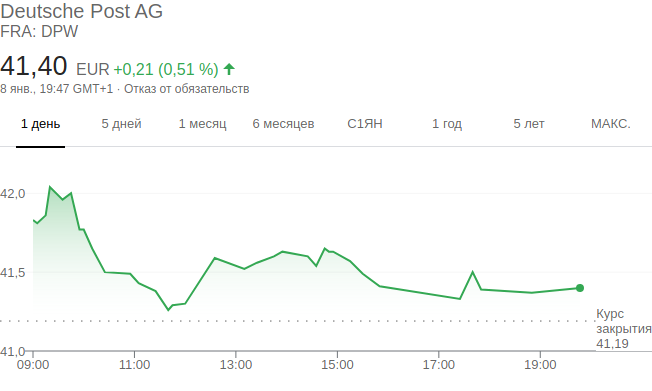 Deutsche Post AG
FRA: DPW
41,40 EUR +0,21 (0,51 %)
8 янв., 19:47 GMT+1 · Отказ от обязательств
1 день 5 дней 1 месяц 6 месяцев С1ЯН 1 год 5 лет МАКС.
42,0
41,5
Курс
закрытия
41,19
41,0
09:00 11:00 13:00 15:00 17:00 19:00